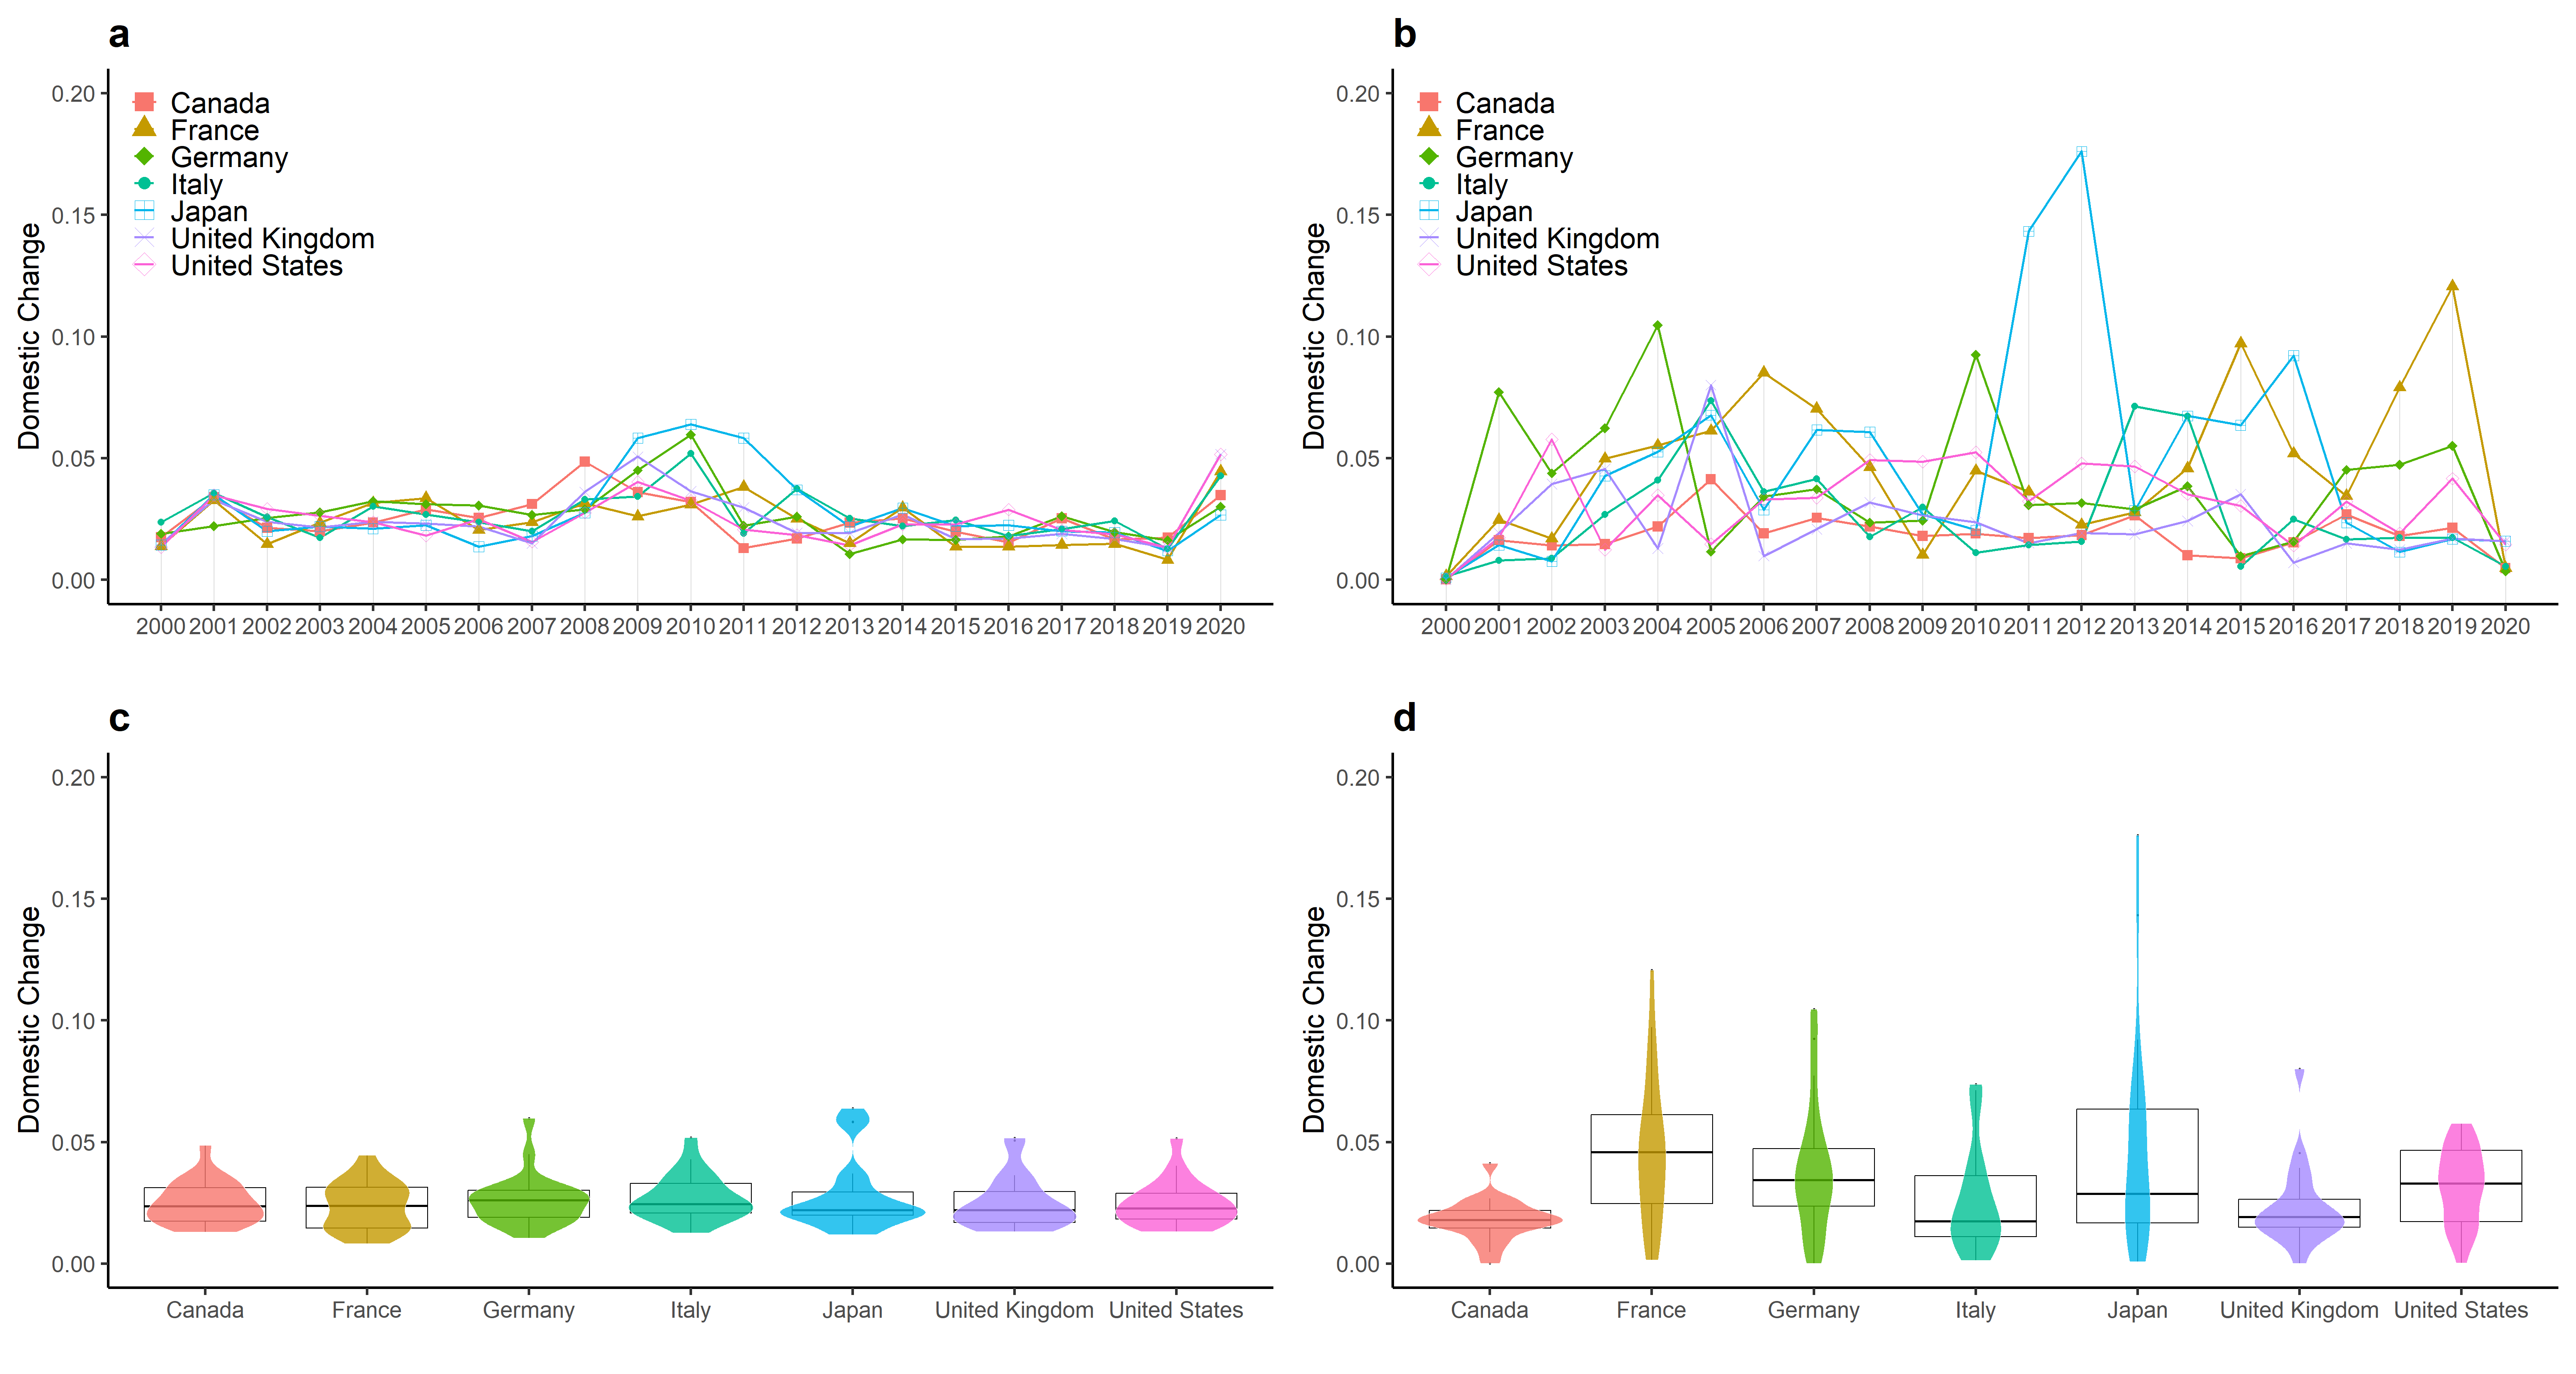 a
0.20
0.15
0.10
0.05
0.00
Domestic Change
Canada
France
Germany
Italy
Japan
United Kingdom
United States
2000 2001 2002 2003 2004 2005 2006 2007 2008 2009 2010 2011 2012 2013 2014 2015 2016 2017 2018 2019 2020
b
0.20
0.15
0.10
0.05
0.00
Domestic Change
Canada
France
Germany
Italy
Japan
United Kingdom
United States
2000 2001 2002 2003 2004 2005 2006 2007 2008 2009 2010 2011 2012 2013 2014 2015 2016 2017 2018 2019 2020
c
0.20
0.15
0.10
0.05
0.00
Domestic Change
Canada France Germany Italy Japan United Kingdom United States
d
0.20
0.15
0.10
0.05
0.00
Domestic Change
Canada France Germany Italy Japan United Kingdom United States